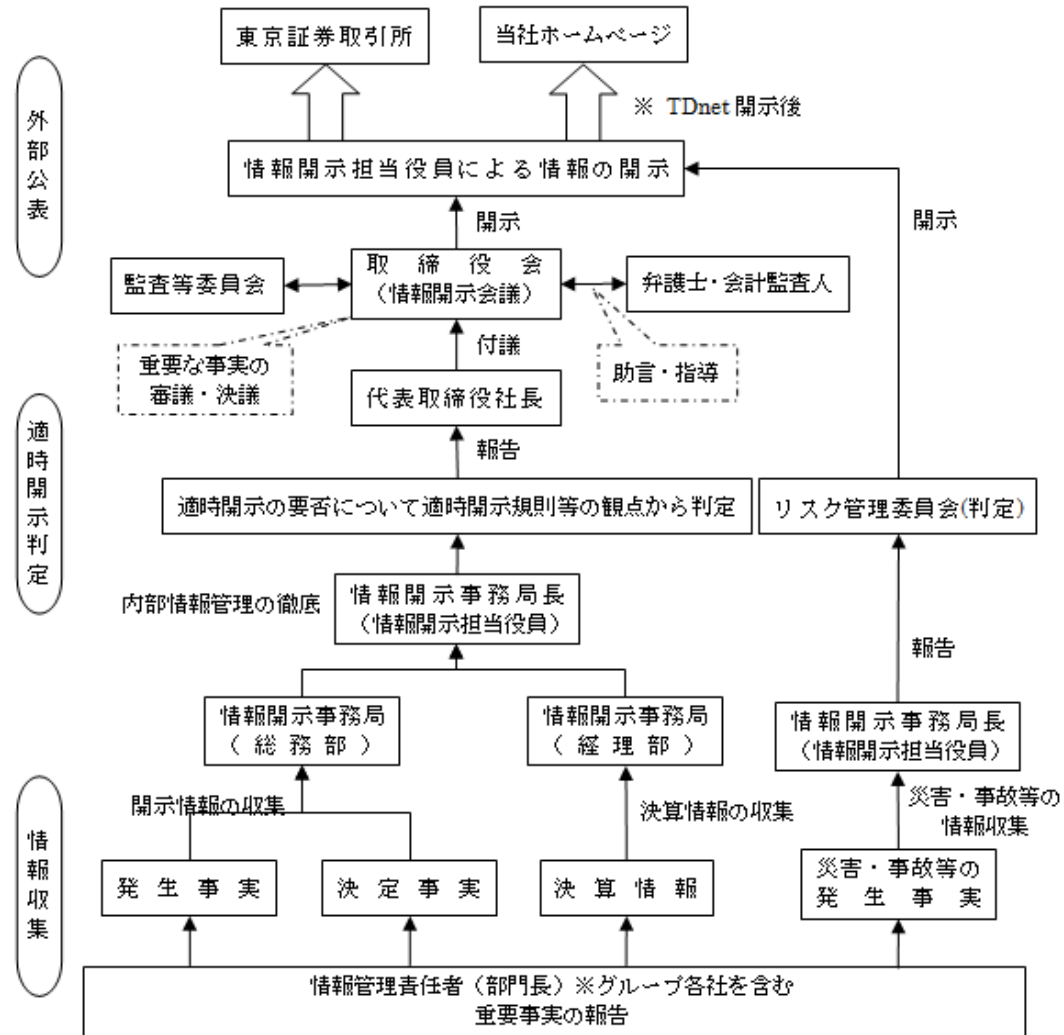 東京証券取引所
当社ホームページ
※ TDnet 開示後
外部公表
情報開示担当役員による情報の開示
開示
開示
監査等委員会
取締役会
（情報開示会議）
弁護士・会計監査人
重要な事実の
審議・決議
付議
助言・指導
代表取締役社長
適時開示判定
報告
適時開示の要否について適時開示規則等の観点から判定
リスク管理委員会(判定)
内部情報管理の徹底
情報開示事務局長
（情報開示担当役員）
報告
情報開示事務局
（総務部）
情報開示事務局
（経理部）
情報開示事務局長
（情報開示担当役員）
情報収集
開示情報の収集
決算情報の収集
災害・事故等の
情報収集
発生事実
決定事実
決算情報
災害・事故等の
発生事実
情報管理責任者（部門長）※グループ各社を含む
重要事実の報告